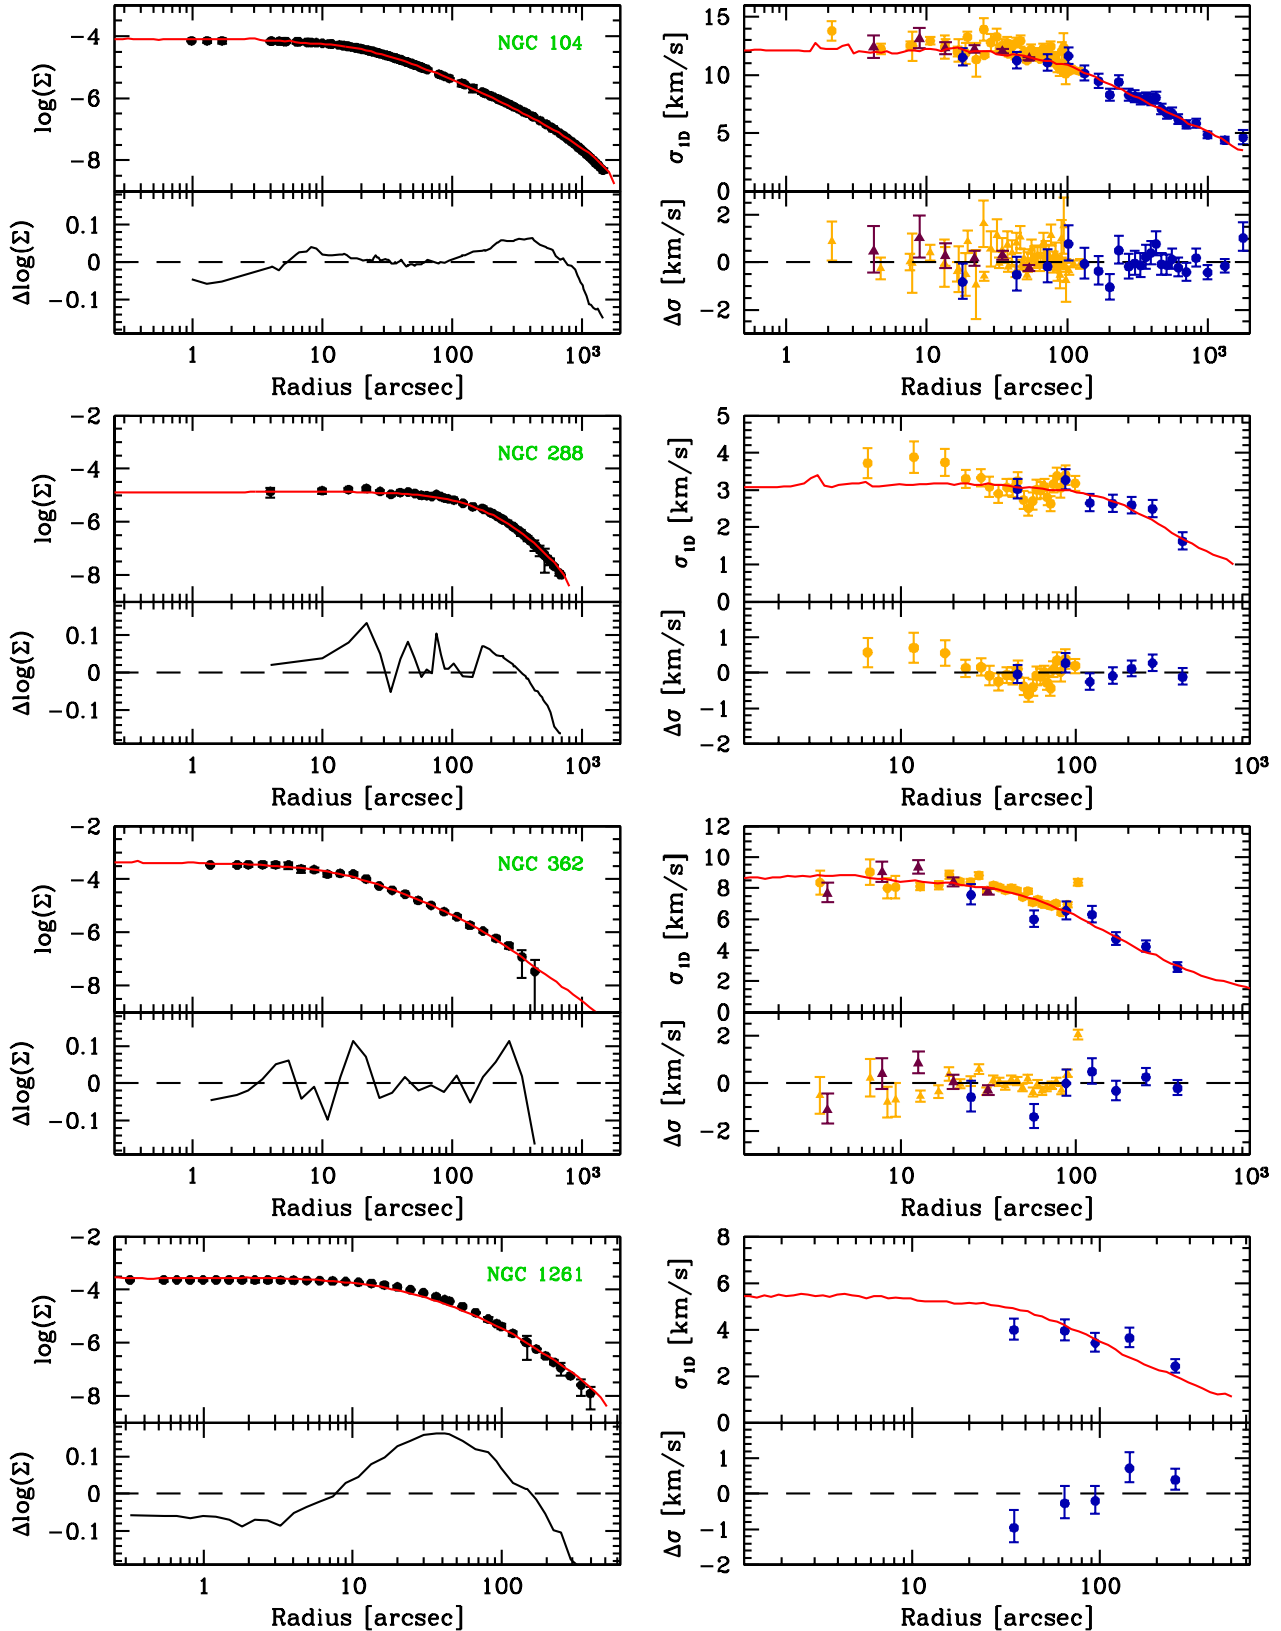 −4
−6
−8
log(Σ)
NGC 104
0.1
0
−0.1
Δlog(Σ)
1 10 100 10³
Radius [arcsec]
15
10
5
0
σ1D [km/s]
2
0
−2
Δσ [km/s]
1 10 100 10³
Radius [arcsec]
−2
−4
−6
−8
log(Σ)
NGC 288
0.1
0
−0.1
Δlog(Σ)
1 10 100 10³
Radius [arcsec]
5
4
3
2
1
0
σ1D [km/s]
1
0
−1
−2
Δσ [km/s]
10 100 10³
Radius [arcsec]
−2
−4
−6
−8
log(Σ)
NGC 362
0.1
0
−0.1
Δlog(Σ)
1 10 100 10³
Radius [arcsec]
12
10
8
6
4
2
0
σ1D [km/s]
2
0
−2
Δσ [km/s]
10 100 10³
Radius [arcsec]
−2
−4
−6
−8
log(Σ)
NGC 1261
0.1
0
−0.1
Δlog(Σ)
1 10 100
Radius [arcsec]
8
6
4
2
0
σ1D [km/s]
1
0
−1
−2
Δσ [km/s]
10 100
Radius [arcsec]